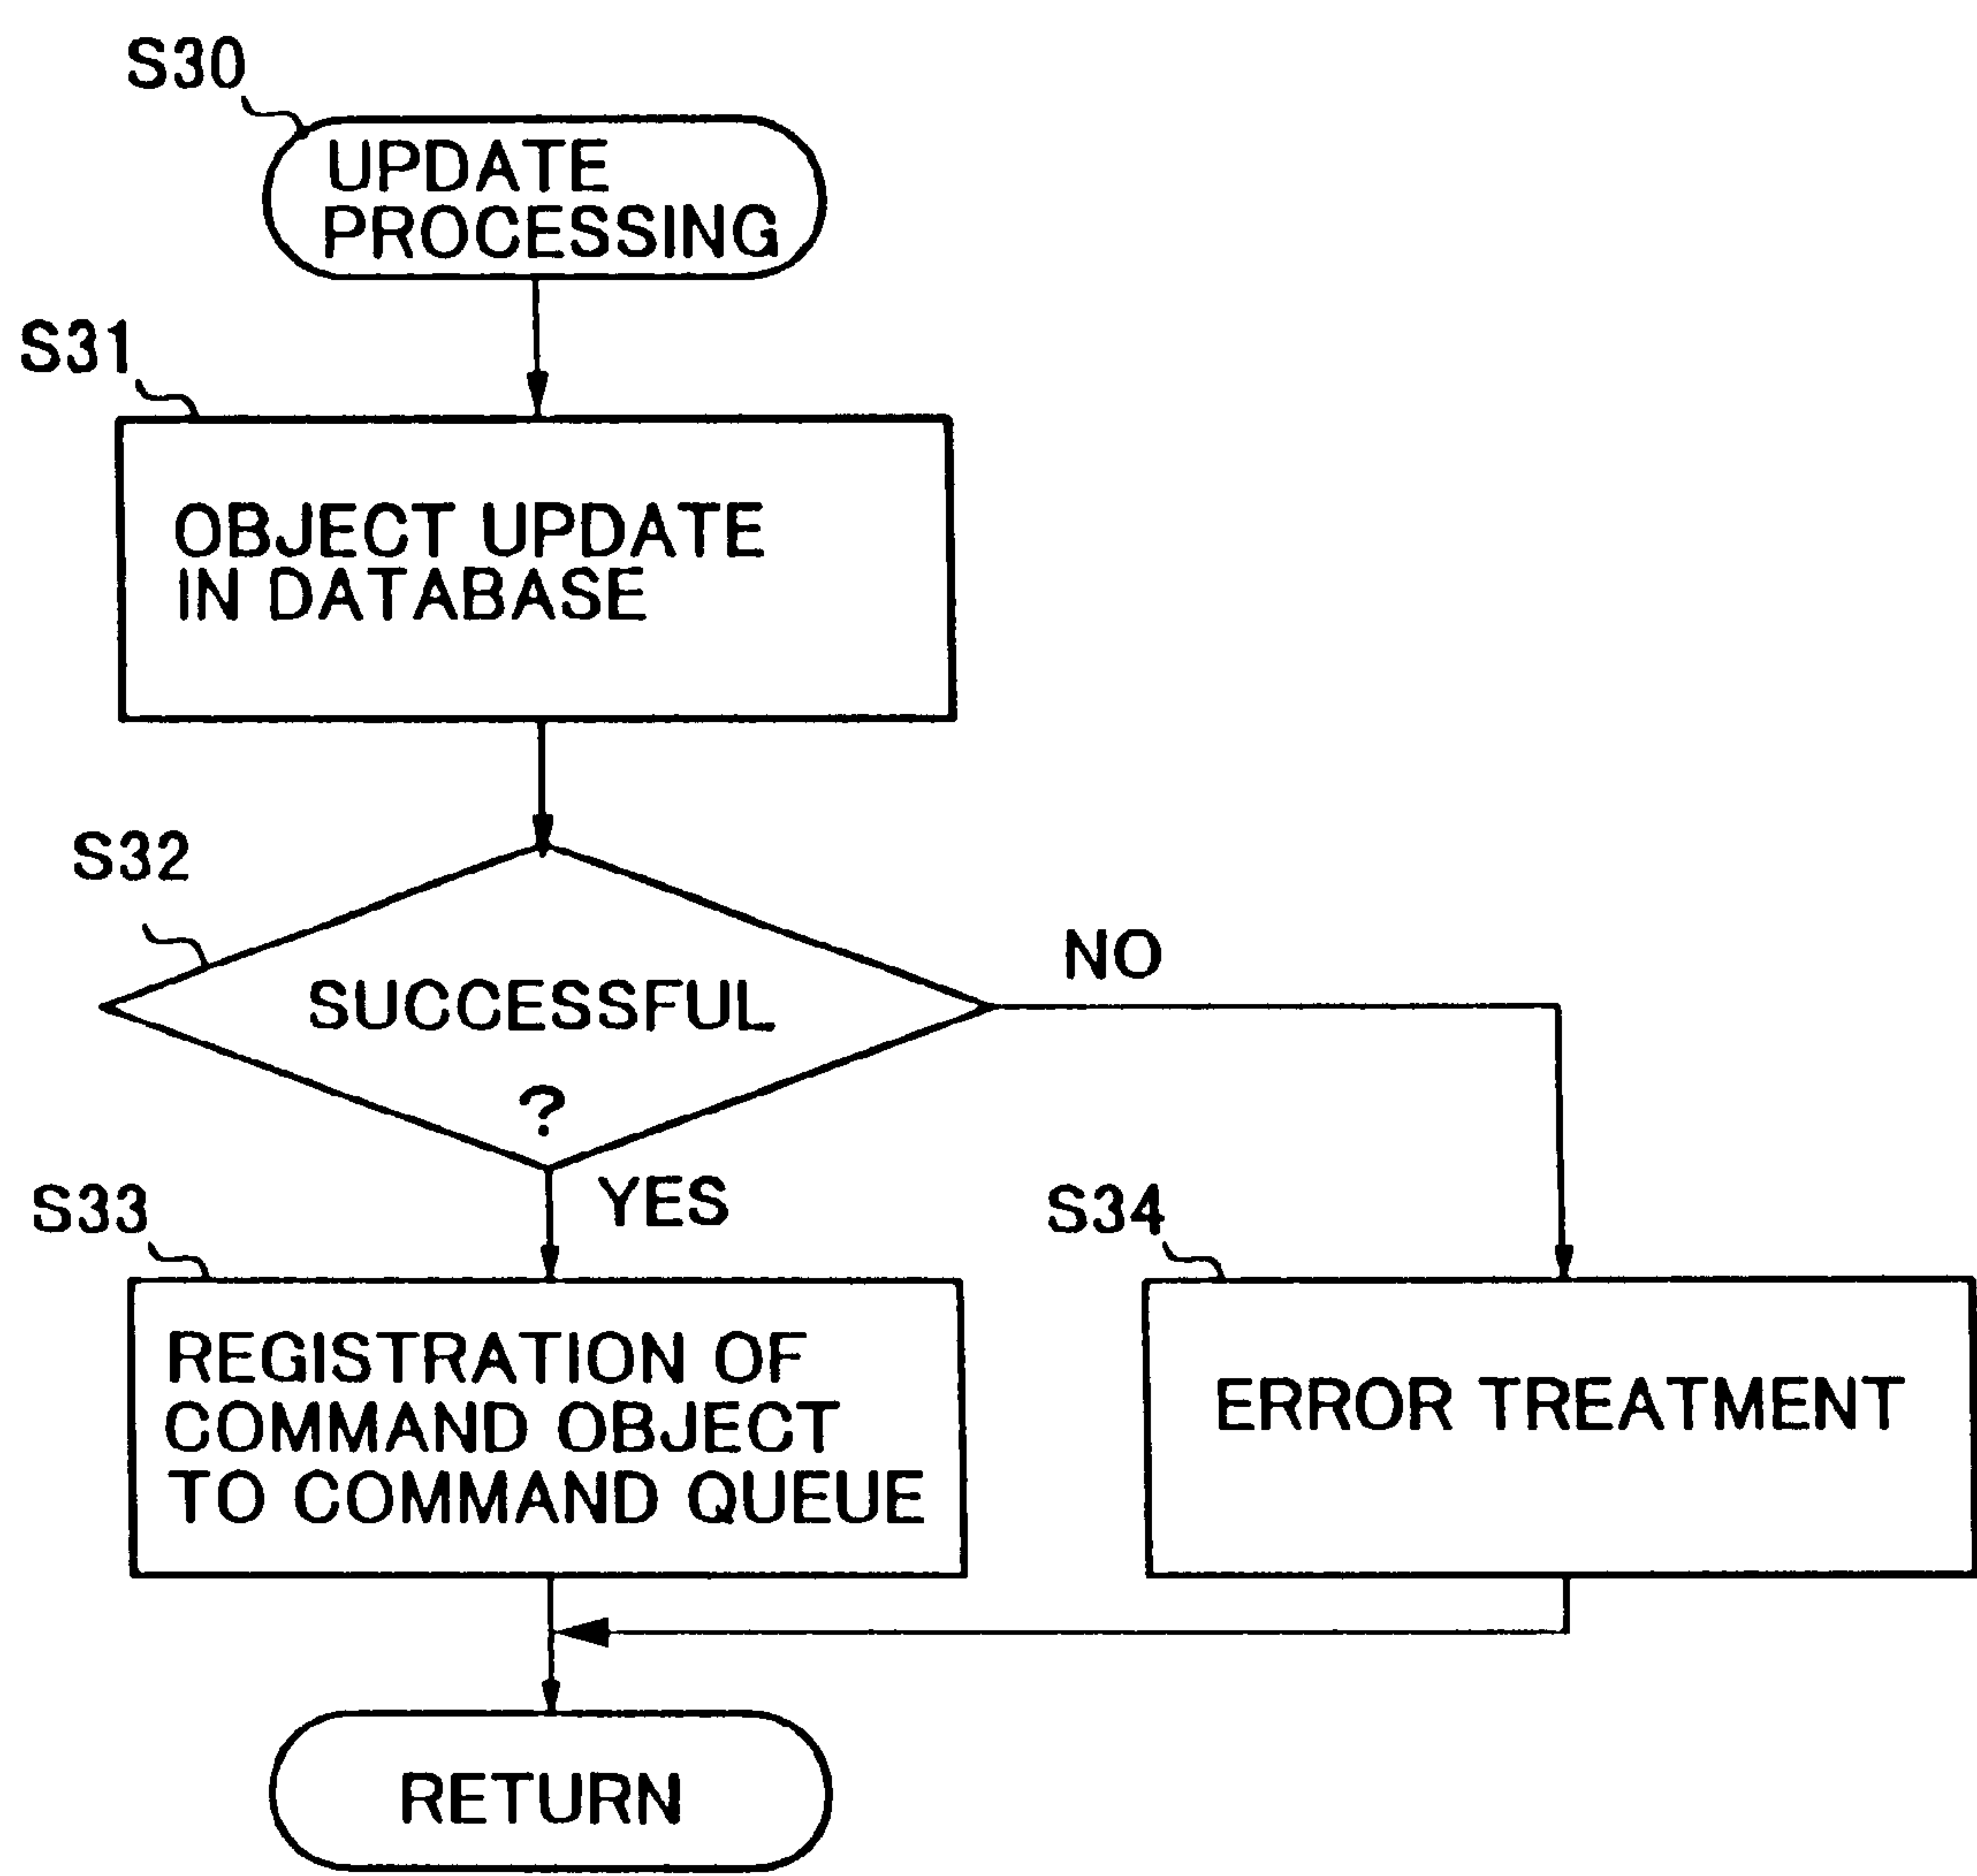 S30
UPDATE
PROCESSING
S31
OBJECT UPDATE
IN DATABASE
S32
SUCCESSFUL
?
NO
YES
S33
REGISTRATION OF
COMMAND OBJECT
TO COMMAND QUEUE
S34
ERROR TREATMENT
RETURN